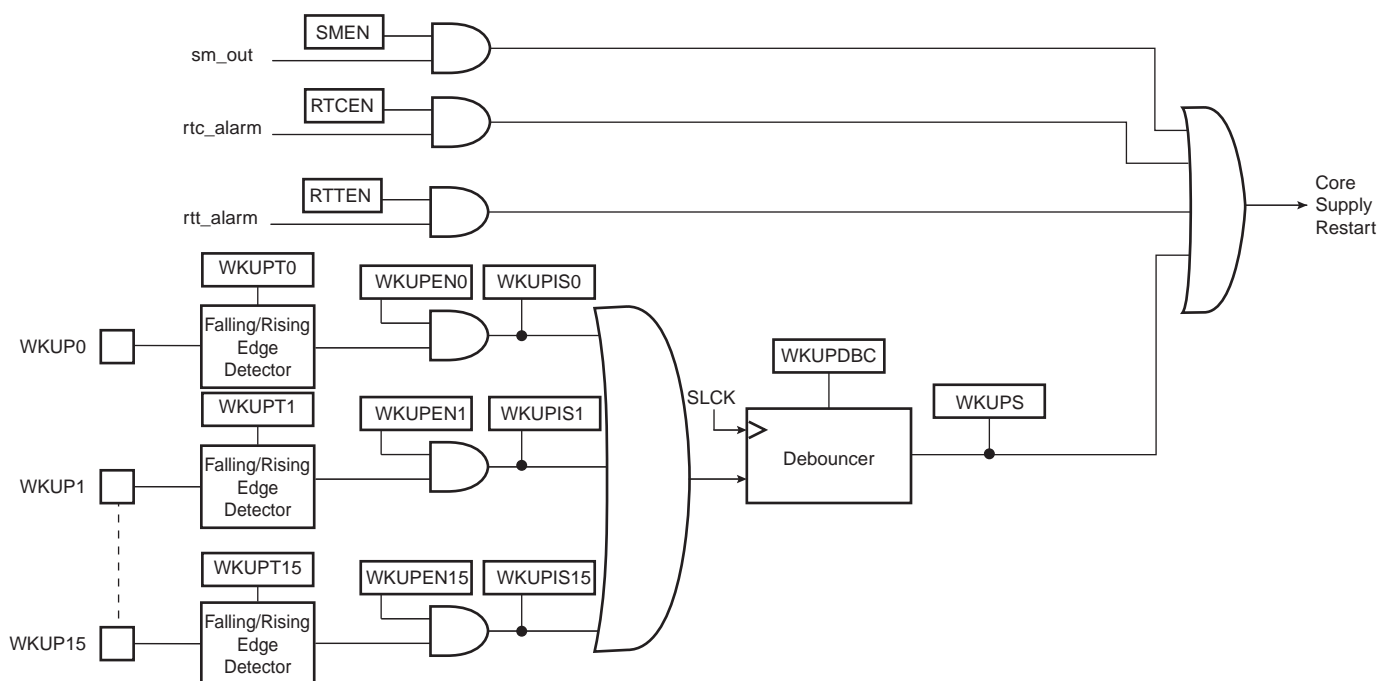 SMEN
sm_out
RTCEN
rtc_alarm
RTTEN
rtt_alarm
Core
Supply
Restart
WKUPT0
WKUPEN0
WKUPIS0
Falling/Rising
Edge
Detector
WKUP0
WKUPT1
WKUPEN1
WKUPIS1
Falling/Rising
Edge
Detector
WKUP1
WKUPDBC
SLCK
Debouncer
WKUPS
WKUPT15
WKUPEN15
WKUPIS15
Falling/Rising
Edge
Detector
WKUP15